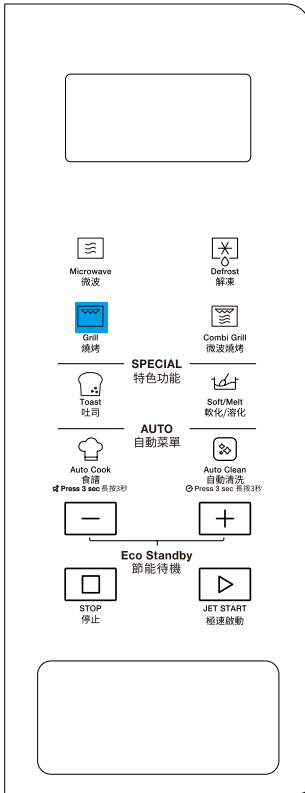 Microwave
微波
Defrost
解凍
Grill
燒烤
Combi Grill
微波燒烤
SPECIAL
特色功能
Toast
吐司
Soft/Melt
軟化/溶化
AUTO
自動菜單
Auto Cook
食譜
Press 3 sec 長按3秒
Auto Clean
自動清洗
Press 3 sec 長按3秒
Eco Standby
節能待機
STOP
停止
JET START
極速啟動